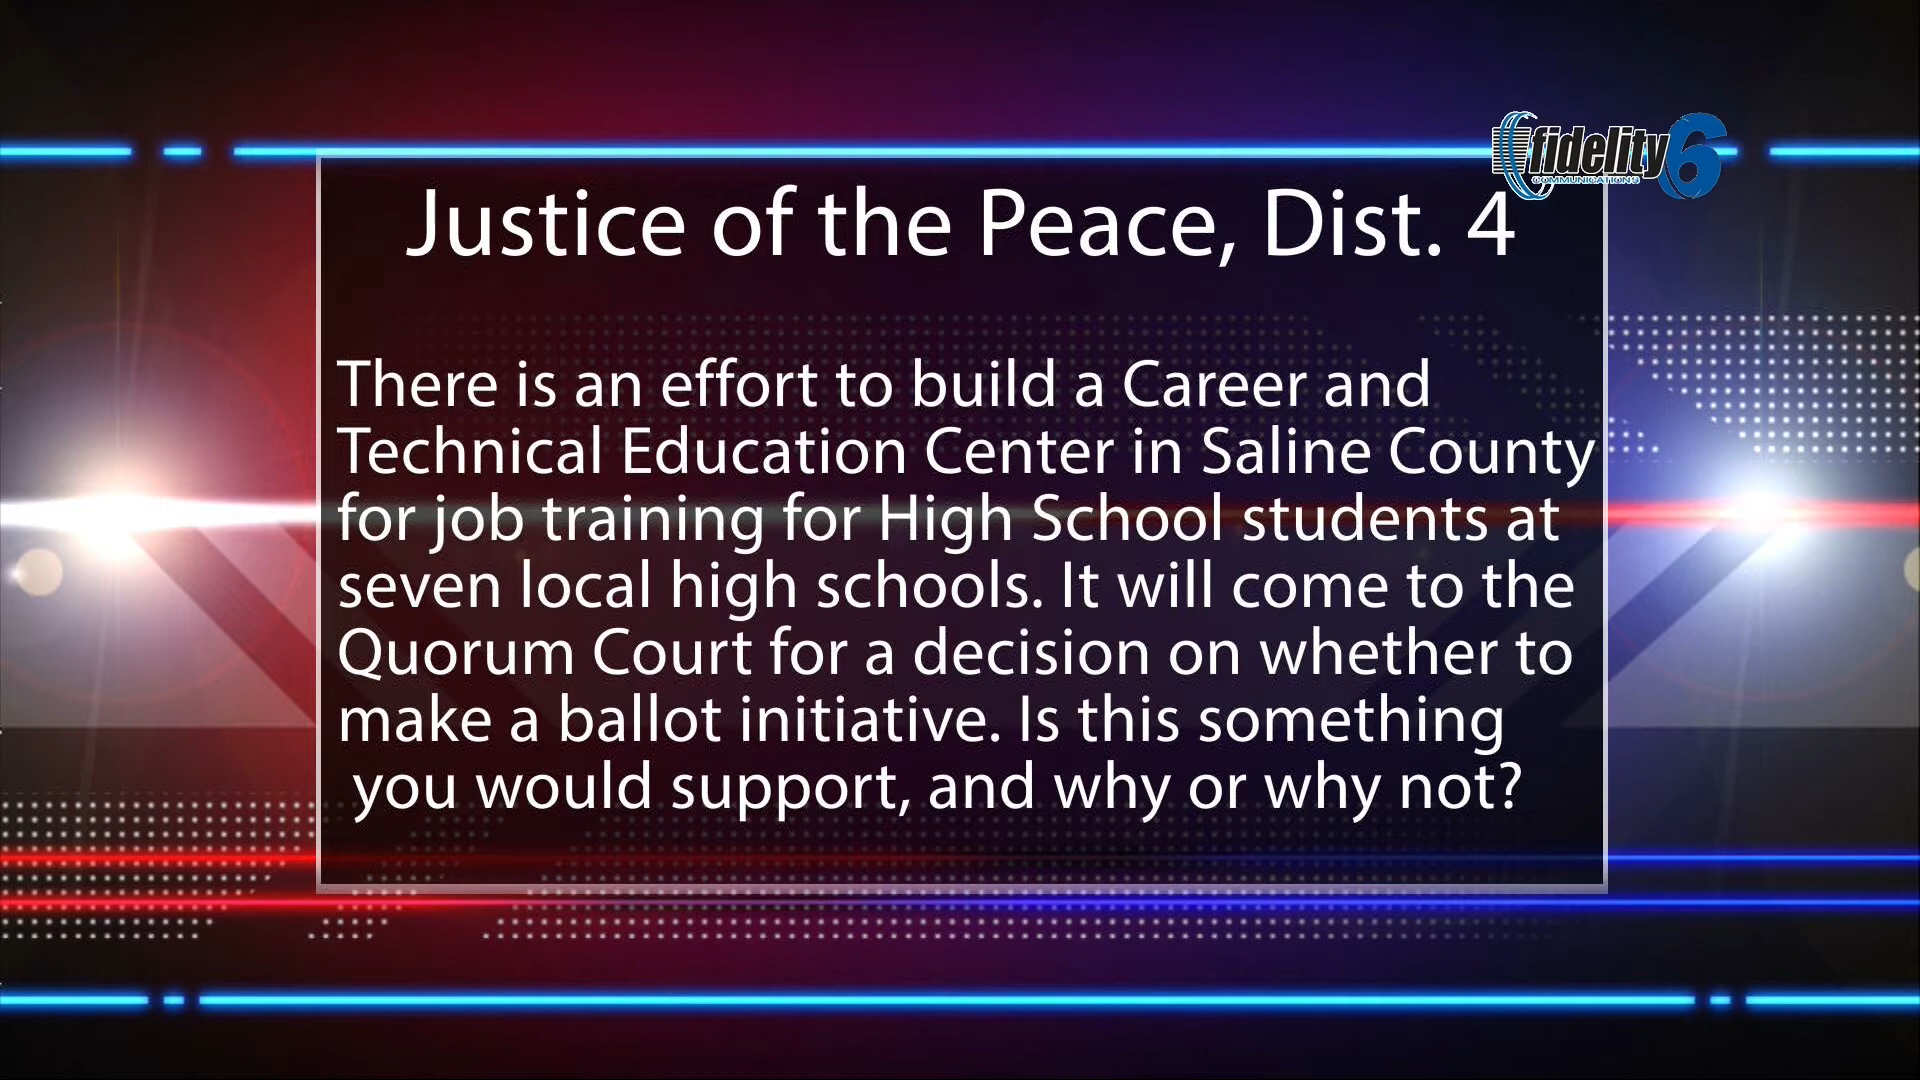 fidelity 6
COMMUNICATIONS
Justice of the Peace, Dist. 4
There is an effort to build a Career and
Technical Education Center in Saline County
for job training for High School students at
seven local high schools. It will come to the
Quorum Court for a decision on whether to
make a ballot initiative. Is this something
you would support, and why or why not?